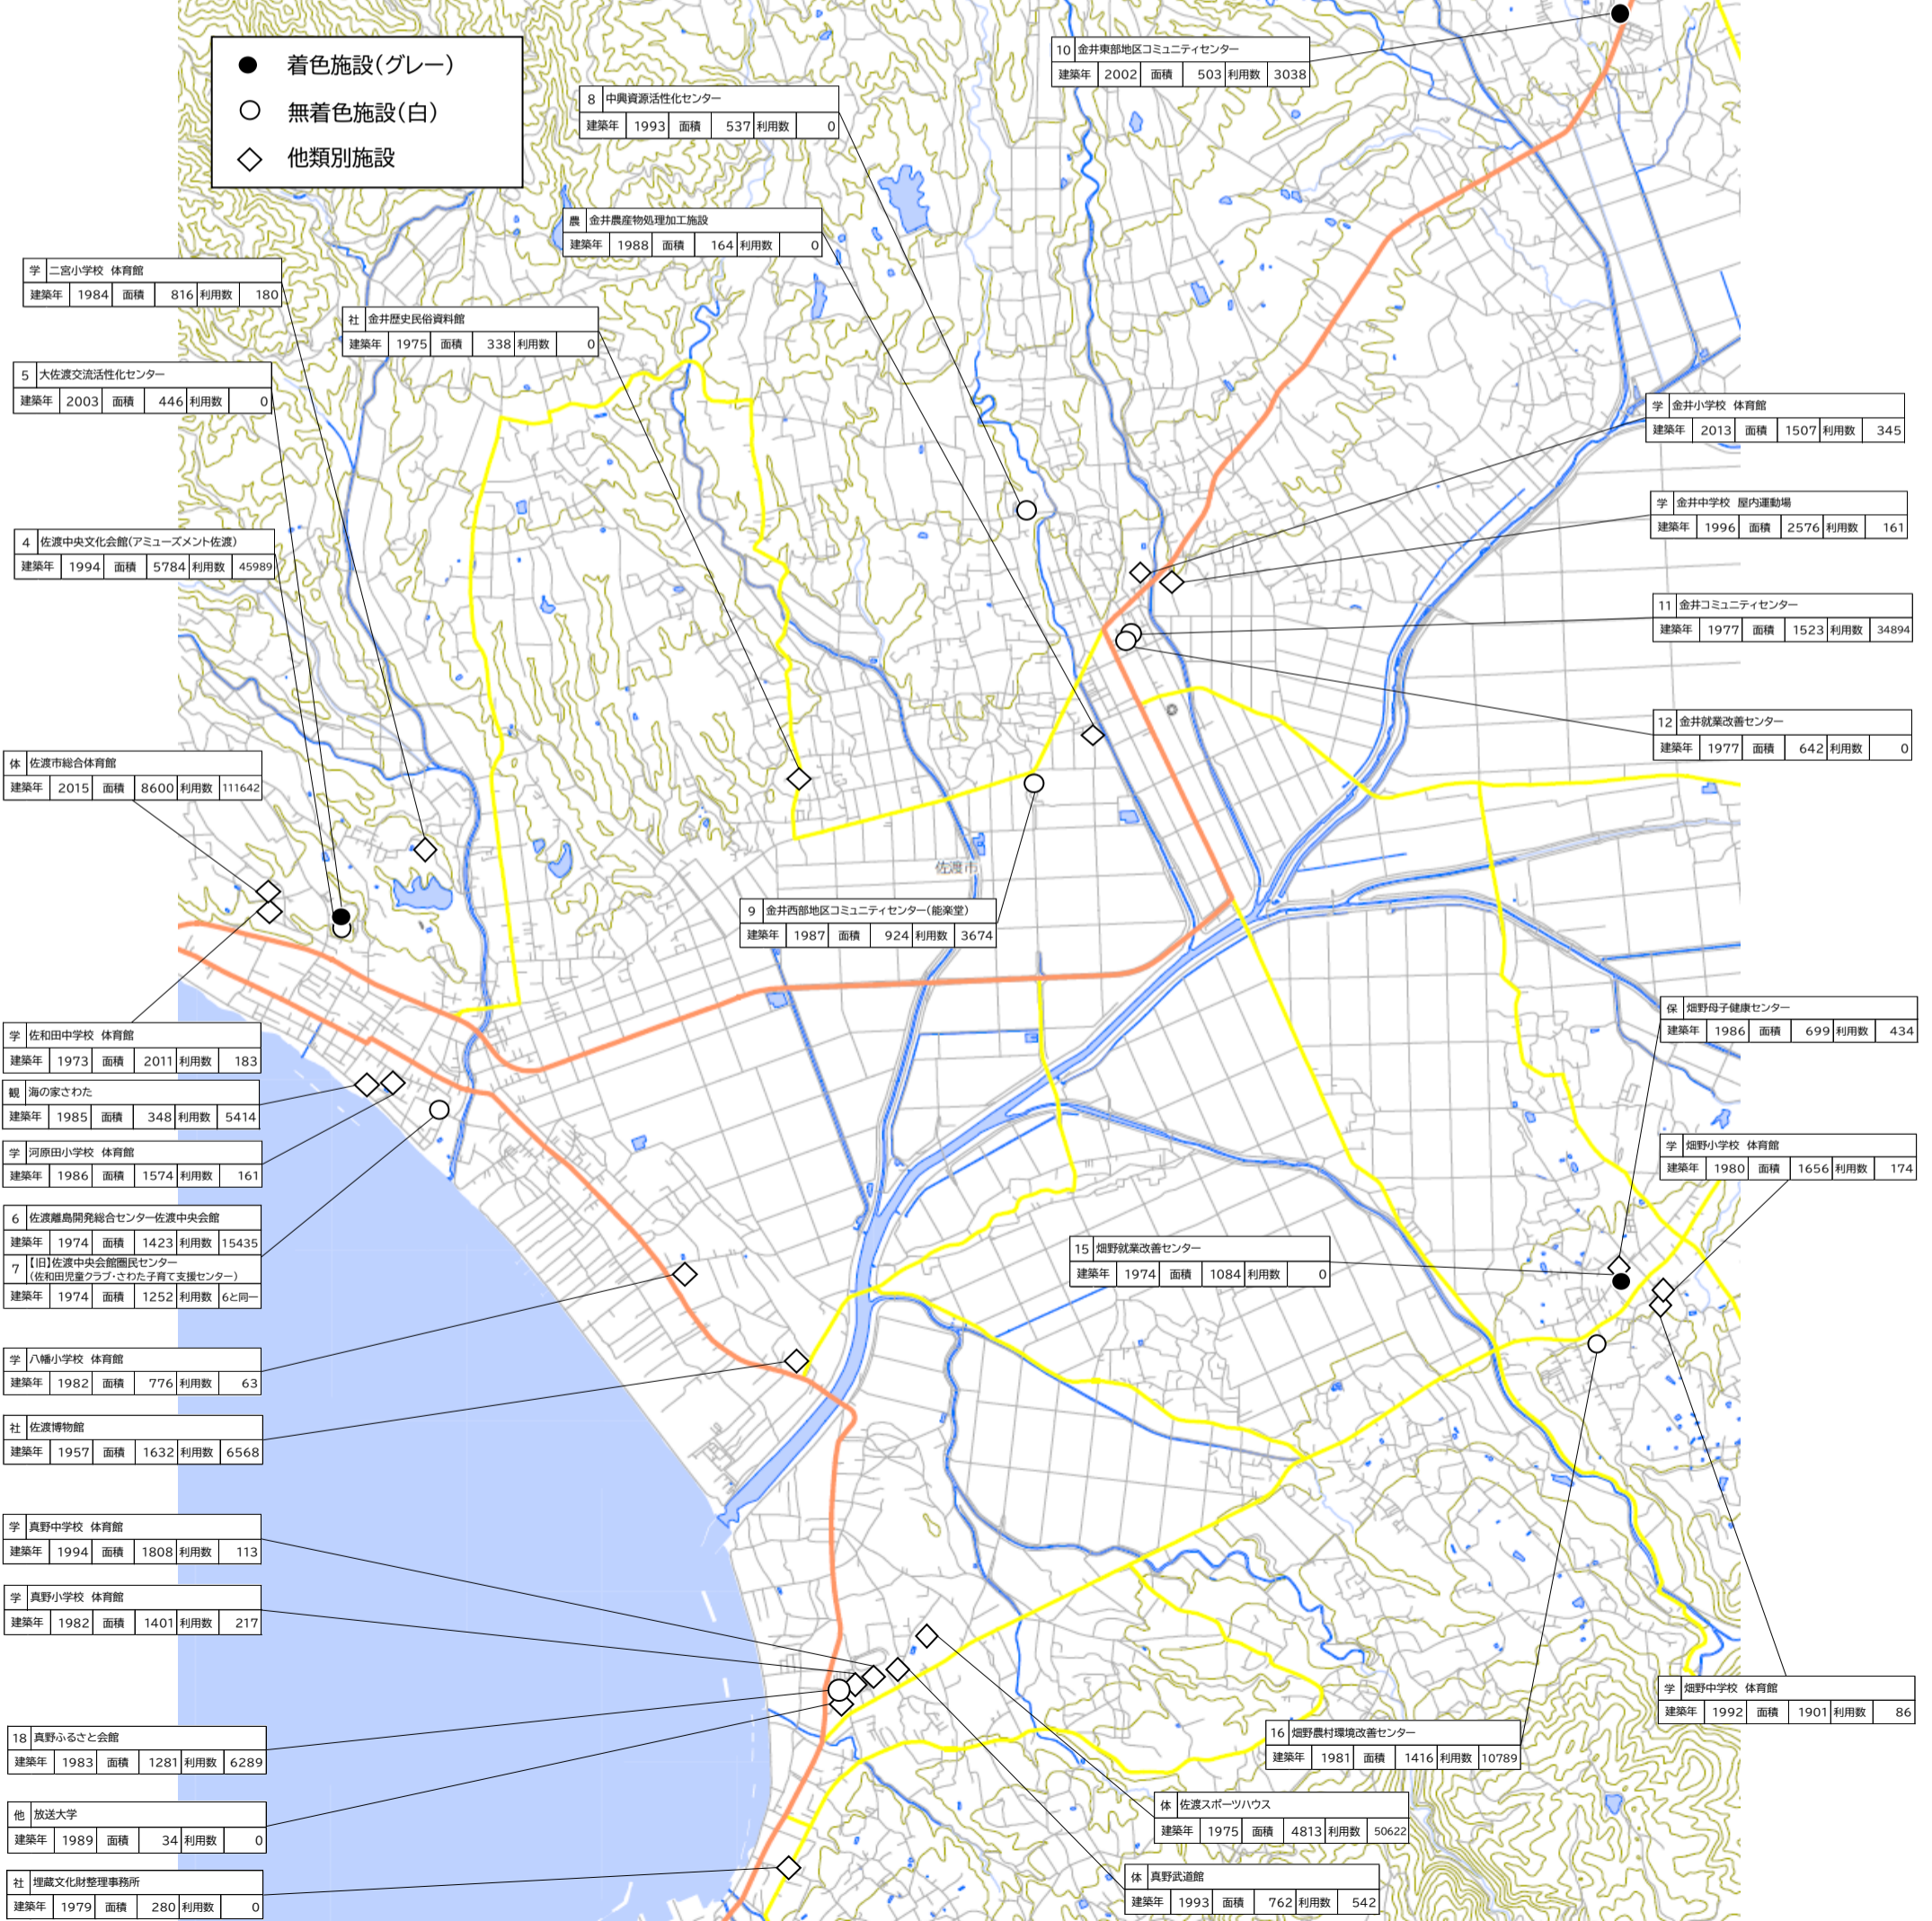 着色施設(グレー)
無着色施設(白)
他類別施設
10 金井東部地区コミュニティセンター
建築年 2002 面積 503 利用数 3038
8 中興資源活性化センター
建築年 1993 面積 537 利用数 0
農 金井農産物処理加工施設
建築年 1988 面積 164 利用数 0
学 二宮小学校 体育館
建築年 1984 面積 816 利用数 180
社 金井歴史民俗資料館
建築年 1975 面積 338 利用数 0
5 大佐渡交流活性化センター
建築年 2003 面積 446 利用数 0
学 金井小学校 体育館
建築年 2013 面積 1507 利用数 345
学 金井中学校 屋内運動場
建築年 1996 面積 2576 利用数 161
4 佐渡中央文化会館(アミューズメント佐渡)
建築年 1994 面積 5784 利用数 45989
11 金井コミュニティセンター
建築年 1977 面積 1523 利用数 34894
12 金井就業改善センター
建築年 1977 面積 642 利用数 0
体 佐渡市総合体育館
建築年 2015 面積 8600 利用数 111642
佐渡市
9 金井西部地区コミュニティセンター(能楽堂)
建築年 1987 面積 924 利用数 3674
学 佐和田中学校 体育館
建築年 1973 面積 2011 利用数 183
保 畑野母子健康センター
建築年 1986 面積 699 利用数 434
観 海の家さわた
建築年 1985 面積 348 利用数 5414
学 河原田小学校 体育館
建築年 1986 面積 1574 利用数 161
学 畑野小学校 体育館
建築年 1980 面積 1656 利用数 174
6 佐渡離島開発総合センター佐渡中央会館
建築年 1974 面積 1423 利用数 15435
7 【旧】佐渡中央会館圏民センター
(佐和田児童クラブ・さわた子育て支援センター)
建築年 1974 面積 1252 利用数 6と同一
15 畑野就業改善センター
建築年 1974 面積 1084 利用数 0
学 八幡小学校 体育館
建築年 1982 面積 776 利用数 63
社 佐渡博物館
建築年 1957 面積 1632 利用数 6568
学 真野中学校 体育館
建築年 1994 面積 1808 利用数 113
学 真野小学校 体育館
建築年 1982 面積 1401 利用数 217
学 畑野中学校 体育館
建築年 1992 面積 1901 利用数 86
18 真野ふるさと会館
建築年 1983 面積 1281 利用数 6289
16 畑野農村環境改善センター
建築年 1981 面積 1416 利用数 10789
他 放送大学
建築年 1989 面積 34 利用数 0
体 佐渡スポーツハウス
建築年 1975 面積 4813 利用数 50622
社 埋蔵文化財整理事務所
建築年 1979 面積 280 利用数 0
体 真野武道館
建築年 1993 面積 762 利用数 542